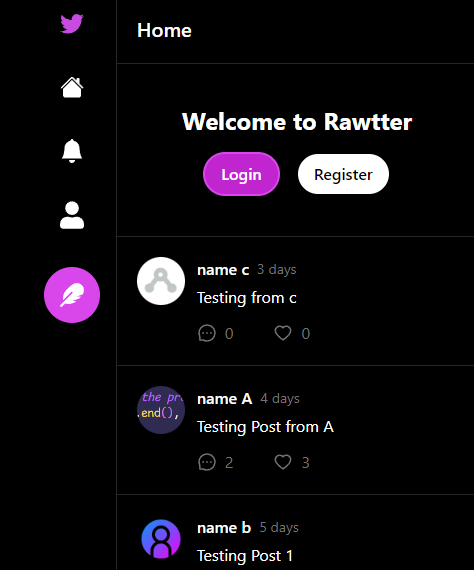 Home
Welcome to Rawtter
Login
Register
name c 3 days
Testing from c
0 0
name A 4 days
the pr
.end(),
Testing Post from A
2 3
name b 5 days
Testing Post 1